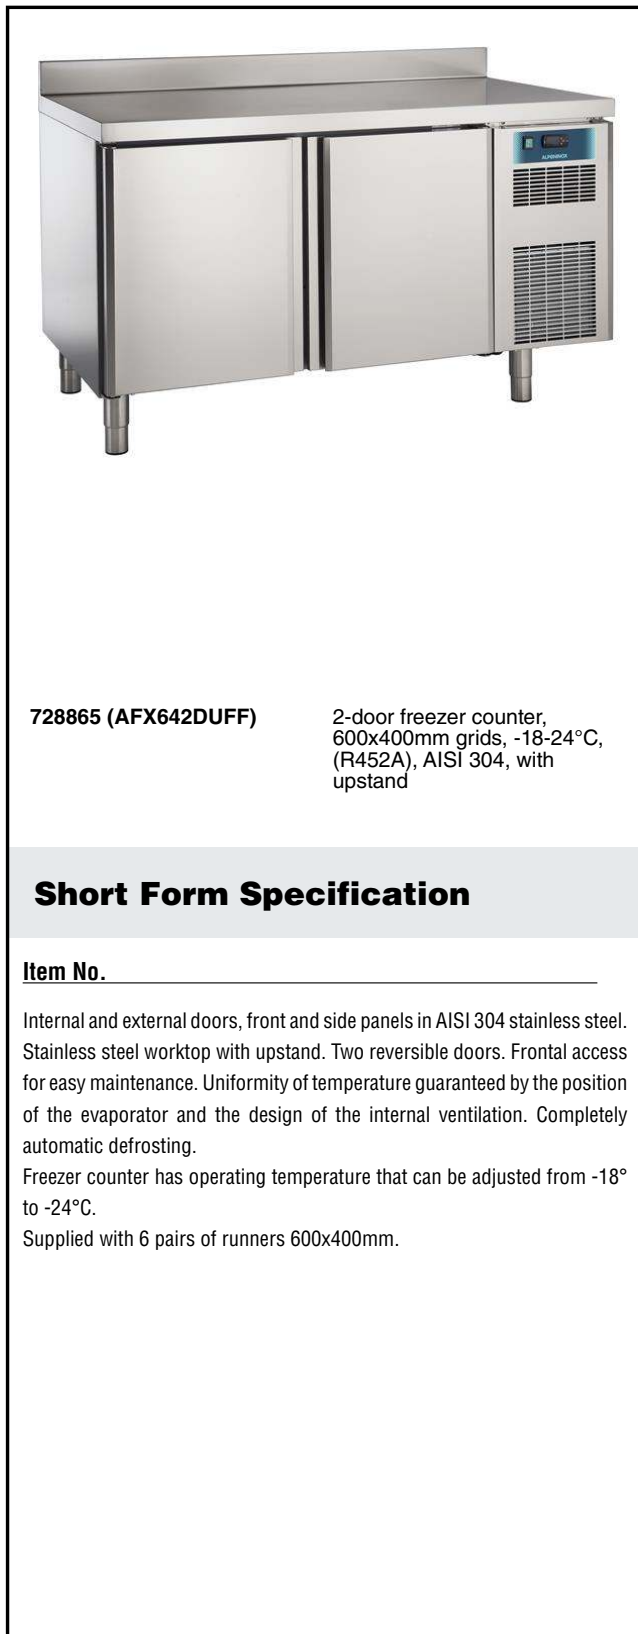 ALPENINOX
728865 (AFX642DUFF)
2-door freezer counter,
600x400mm grids, -18-24°C,
(R452A), AISI 304, with
upstand
Short Form Specification
Item No.
Internal and external doors, front and side panels in AISI 304 stainless steel.
Stainless steel worktop with upstand. Two reversible doors. Frontal access
for easy maintenance. Uniformity of temperature guaranteed by the position
of the evaporator and the design of the internal ventilation. Completely
automatic defrosting.
Freezer counter has operating temperature that can be adjusted from -18°
to -24°C.
Supplied with 6 pairs of runners 600x400mm.